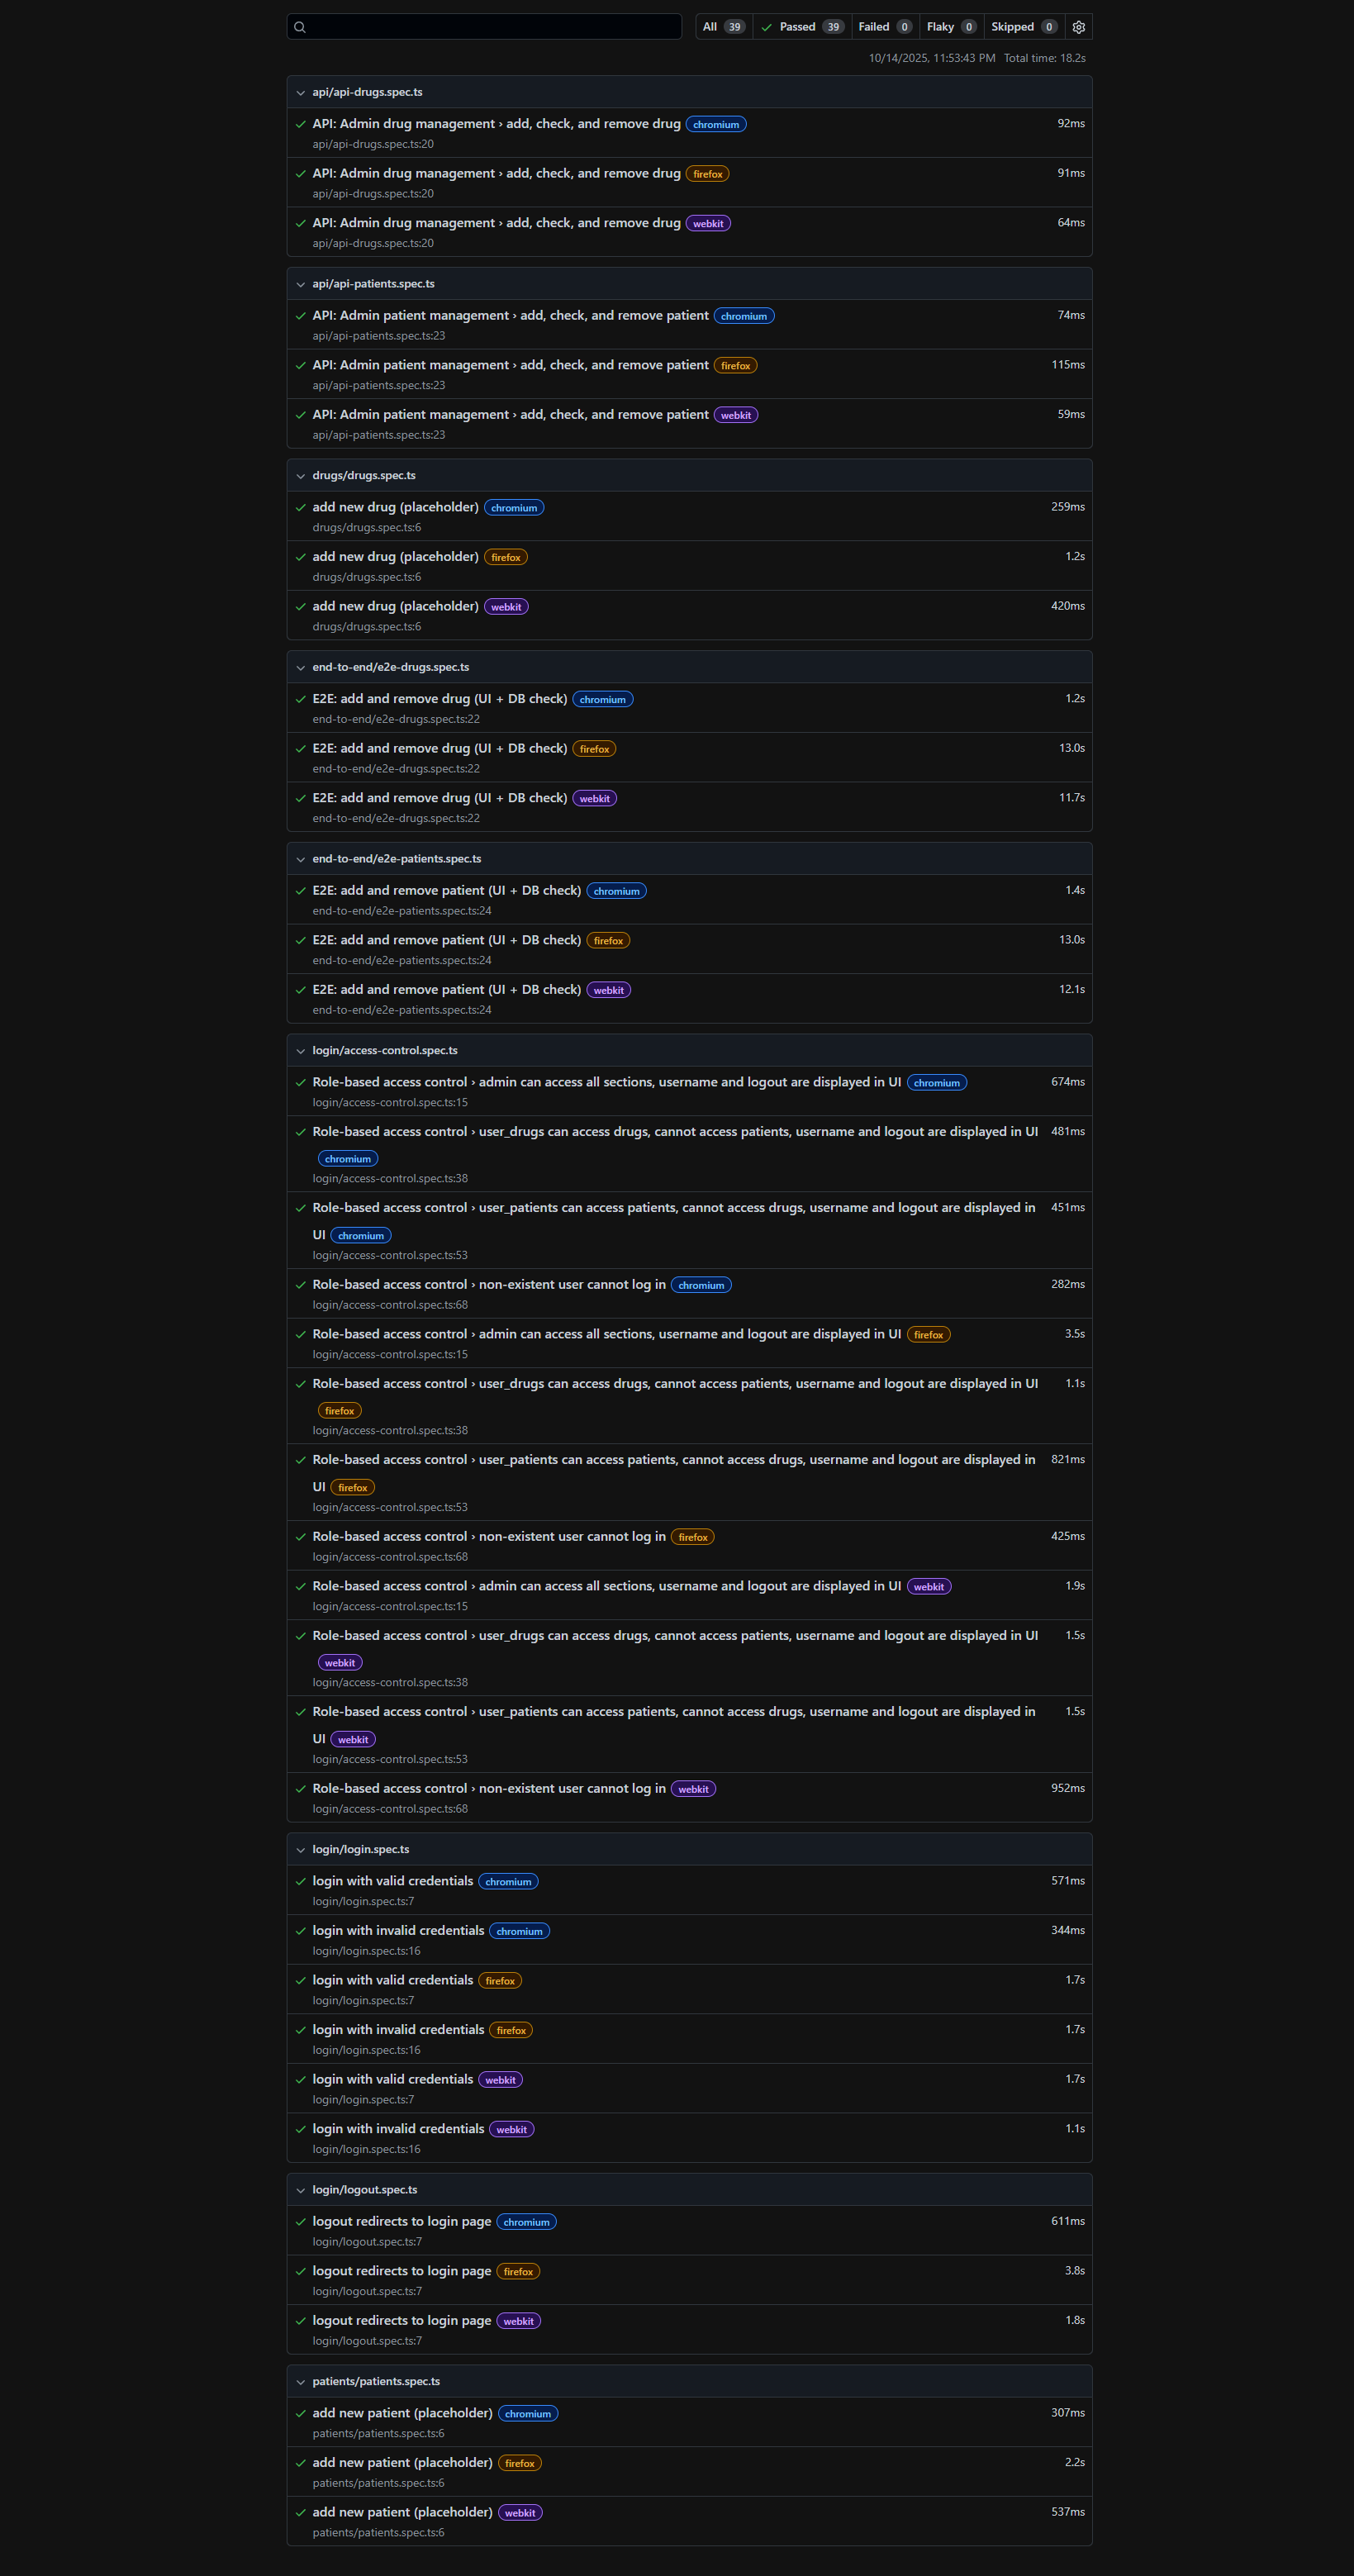 All 39 Passed 39 Failed 0 Flaky 0 Skipped 0
10/14/2025, 11:53:43 PM Total time: 18.2s
api/api-drugs.spec.ts
API: Admin drug management › add, check, and remove drug chromium 92ms
api/api-drugs.spec.ts:20
API: Admin drug management › add, check, and remove drug firefox 91ms
api/api-drugs.spec.ts:20
API: Admin drug management › add, check, and remove drug webkit 64ms
api/api-drugs.spec.ts:20
api/api-patients.spec.ts
API: Admin patient management › add, check, and remove patient chromium 74ms
api/api-patients.spec.ts:23
API: Admin patient management › add, check, and remove patient firefox 115ms
api/api-patients.spec.ts:23
API: Admin patient management › add, check, and remove patient webkit 59ms
api/api-patients.spec.ts:23
drugs/drugs.spec.ts
add new drug (placeholder) chromium 259ms
drugs/drugs.spec.ts:6
add new drug (placeholder) firefox 1.2s
drugs/drugs.spec.ts:6
add new drug (placeholder) webkit 420ms
drugs/drugs.spec.ts:6
end-to-end/e2e-drugs.spec.ts
E2E: add and remove drug (UI + DB check) chromium 1.2s
end-to-end/e2e-drugs.spec.ts:22
E2E: add and remove drug (UI + DB check) firefox 13.0s
end-to-end/e2e-drugs.spec.ts:22
E2E: add and remove drug (UI + DB check) webkit 11.7s
end-to-end/e2e-drugs.spec.ts:22
end-to-end/e2e-patients.spec.ts
E2E: add and remove patient (UI + DB check) chromium 1.4s
end-to-end/e2e-patients.spec.ts:24
E2E: add and remove patient (UI + DB check) firefox 13.0s
end-to-end/e2e-patients.spec.ts:24
E2E: add and remove patient (UI + DB check) webkit 12.1s
end-to-end/e2e-patients.spec.ts:24
login/access-control.spec.ts
Role-based access control › admin can access all sections, username and logout are displayed in UI chromium 674ms
login/access-control.spec.ts:15
Role-based access control › user_drugs can access drugs, cannot access patients, username and logout are displayed in UI 481ms
chromium
login/access-control.spec.ts:38
Role-based access control › user_patients can access patients, cannot access drugs, username and logout are displayed in 451ms
UI chromium
login/access-control.spec.ts:53
Role-based access control › non-existent user cannot log in chromium 282ms
login/access-control.spec.ts:68
Role-based access control › admin can access all sections, username and logout are displayed in UI firefox 3.5s
login/access-control.spec.ts:15
Role-based access control › user_drugs can access drugs, cannot access patients, username and logout are displayed in UI 1.1s
firefox
login/access-control.spec.ts:38
Role-based access control › user_patients can access patients, cannot access drugs, username and logout are displayed in 821ms
UI firefox
login/access-control.spec.ts:53
Role-based access control › non-existent user cannot log in firefox 425ms
login/access-control.spec.ts:68
Role-based access control › admin can access all sections, username and logout are displayed in UI webkit 1.9s
login/access-control.spec.ts:15
Role-based access control › user_drugs can access drugs, cannot access patients, username and logout are displayed in UI 1.5s
webkit
login/access-control.spec.ts:38
Role-based access control › user_patients can access patients, cannot access drugs, username and logout are displayed in 1.5s
UI webkit
login/access-control.spec.ts:53
Role-based access control › non-existent user cannot log in webkit 952ms
login/access-control.spec.ts:68
login/login.spec.ts
login with valid credentials chromium 571ms
login/login.spec.ts:7
login with invalid credentials chromium 344ms
login/login.spec.ts:16
login with valid credentials firefox 1.7s
login/login.spec.ts:7
login with invalid credentials firefox 1.7s
login/login.spec.ts:16
login with valid credentials webkit 1.7s
login/login.spec.ts:7
login with invalid credentials webkit 1.1s
login/login.spec.ts:16
login/logout.spec.ts
logout redirects to login page chromium 611ms
login/logout.spec.ts:7
logout redirects to login page firefox 3.8s
login/logout.spec.ts:7
logout redirects to login page webkit 1.8s
login/logout.spec.ts:7
patients/patients.spec.ts
add new patient (placeholder) chromium 307ms
patients/patients.spec.ts:6
add new patient (placeholder) firefox 2.2s
patients/patients.spec.ts:6
add new patient (placeholder) webkit 537ms
patients/patients.spec.ts:6